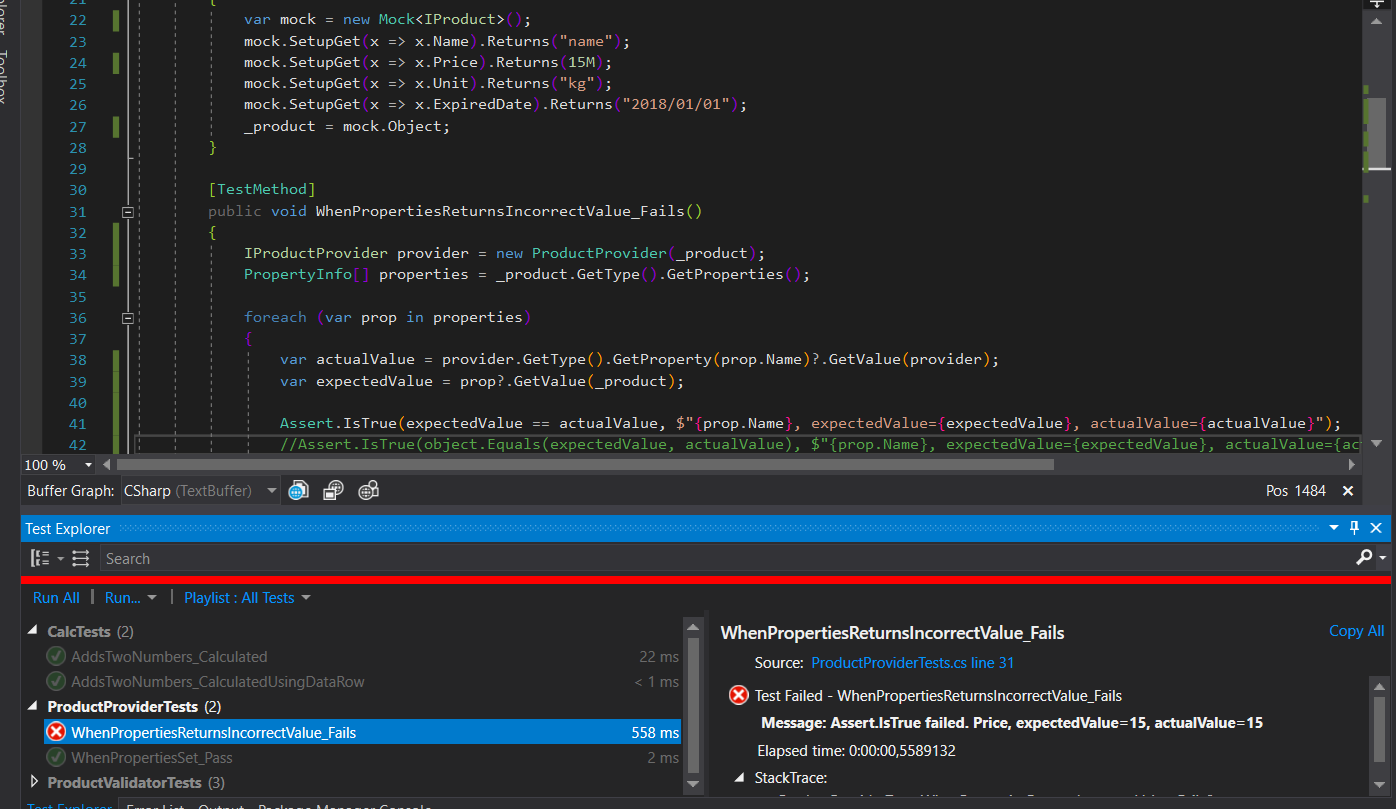 plorer
Toolbox
21 {
22 var mock = new Mock<IProduct>();
23 mock.SetupGet(x => x.Name).Returns("name");
24 mock.SetupGet(x => x.Price).Returns(15M);
25 mock.SetupGet(x => x.Unit).Returns("kg");
26 mock.SetupGet(x => x.ExpiredDate).Returns("2018/01/01");
27 _product = mock.Object;
28 }
29
30 [TestMethod]
31 public void WhenPropertiesReturnsIncorrectValue_Fails()
32 {
33 IProductProvider provider = new ProductProvider(_product);
34 PropertyInfo[] properties = _product.GetType().GetProperties();
35
36 foreach (var prop in properties)
37 {
38 var actualValue = provider.GetType().GetProperty(prop.Name)?.GetValue(provider);
39 var expectedValue = prop?.GetValue(_product);
40
41 Assert.IsTrue(expectedValue == actualValue, $"{prop.Name}, expectedValue={expectedValue}, actualValue={actualValue}");
42 //Assert.IsTrue(object.Equals(expectedValue, actualValue), $"{prop.Name}, expectedValue={expectedValue}, actualValue={ac
100 %
Buffer Graph: CSharp (TextBuffer) Pos 1484
Test Explorer
Search
Run All | Run... | Playlist : All Tests
CalcTests (2)
AddsTwoNumbers_Calculated 22 ms
AddsTwoNumbers_CalculatedUsingDataRow < 1 ms
ProductProviderTests (2)
WhenPropertiesReturnsIncorrectValue_Fails 558 ms
WhenPropertiesSet_Pass 2 ms
ProductValidatorTests (3)
WhenPropertiesReturnsIncorrectValue_Fails Copy All
Source: ProductProviderTests.cs line 31
Test Failed - WhenPropertiesReturnsIncorrectValue_Fails
Message: Assert.IsTrue failed. Price, expectedValue=15, actualValue=15
Elapsed time: 0:00:00,5589132
StackTrace:
Test Explorer Error List Output Package Manager Console